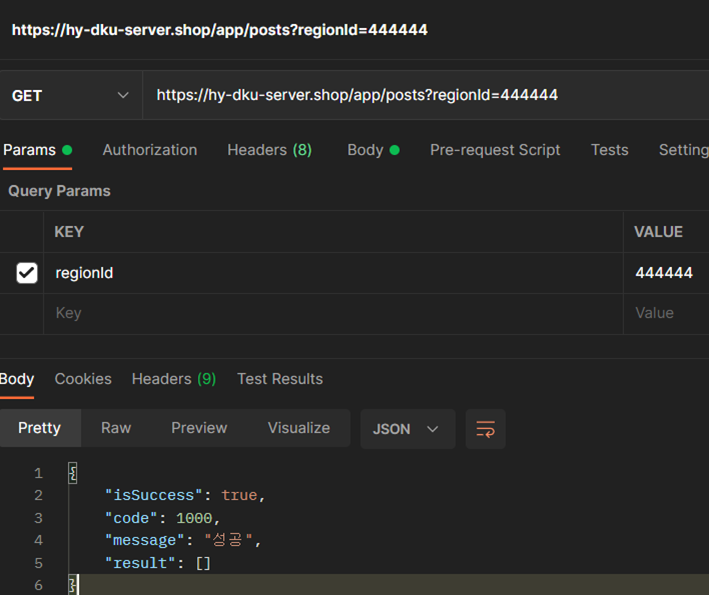 https://hy-dku-server.shop/app/posts?regionId=444444
GET https://hy-dku-server.shop/app/posts?regionId=444444
Params Authorization Headers (8) Body Pre-request Script Tests Setting
Query Params
KEY VALUE
regionId 444444
Key Value
Body Cookies Headers (9) Test Results
Pretty Raw Preview Visualize JSON
1 {
2 "isSuccess": true,
3 "code": 1000,
4 "message": "성공",
5 "result": []
6 }